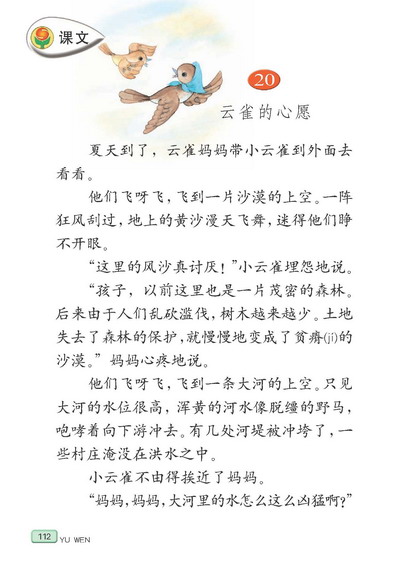 课文
20
云雀的心愿
夏天到了，云雀妈妈带小云雀到外面去
看看。
他们飞呀飞，飞到一片沙漠的上空。一阵
狂风刮过，地上的黄沙漫天飞舞，迷得他们睁
不开眼。
“这里的风沙真讨厌！”小云雀埋怨地说。
“孩子，以前这里也是一片茂密的森林。
后来由于人们乱砍滥伐，树木越来越少。土地
失去了森林的保护，就慢慢地变成了贫瘠(jí)的
沙漠。”妈妈心疼地说。
他们飞呀飞，飞到一条大河的上空。只见
大河的水位很高，浑黄的河水像脱缰的野马，
咆哮着向下游冲去。有几处河堤被冲垮了，一
些村庄淹没在洪水之中。
小云雀不由得挨近了妈妈。
“妈妈，妈妈，大河里的水怎么这么凶猛啊？”
112
YU WEN